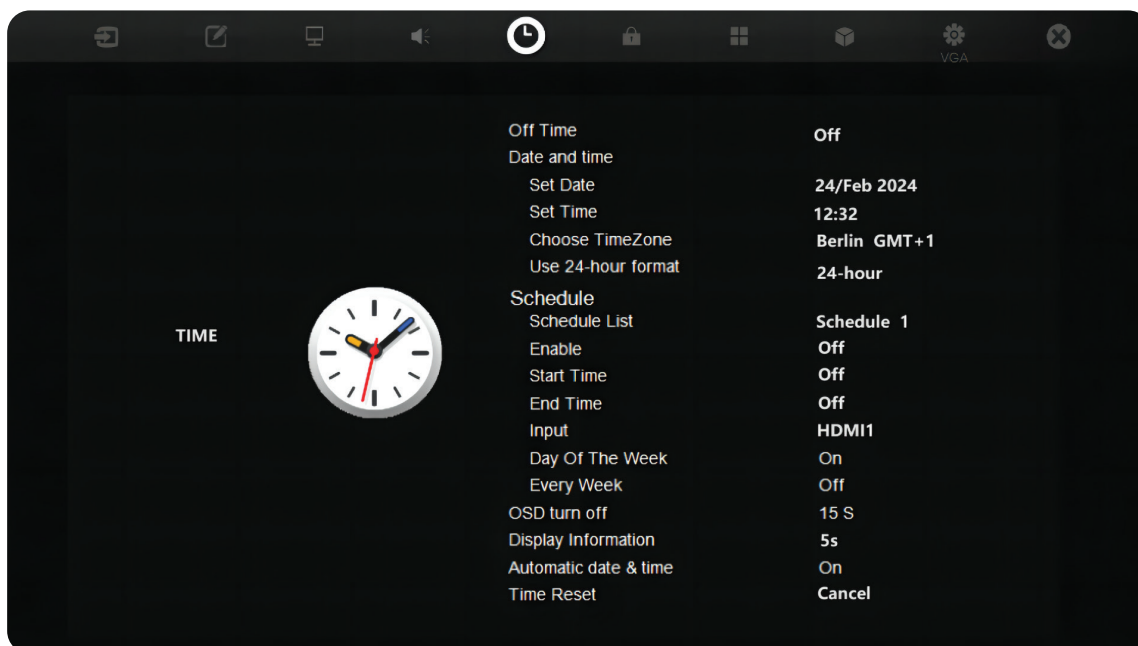 VGA
Off Time Off
Date and time
Set Date 24/Feb 2024
Set Time 12:32
Choose TimeZone Berlin GMT+1
Use 24-hour format 24-hour
Schedule
Schedule List Schedule 1
TIME
Enable Off
Start Time Off
End Time Off
Input HDMI1
Day Of The Week On
Every Week Off
OSD turn off 15 S
Display Information 5s
Automatic date & time On
Time Reset Cancel